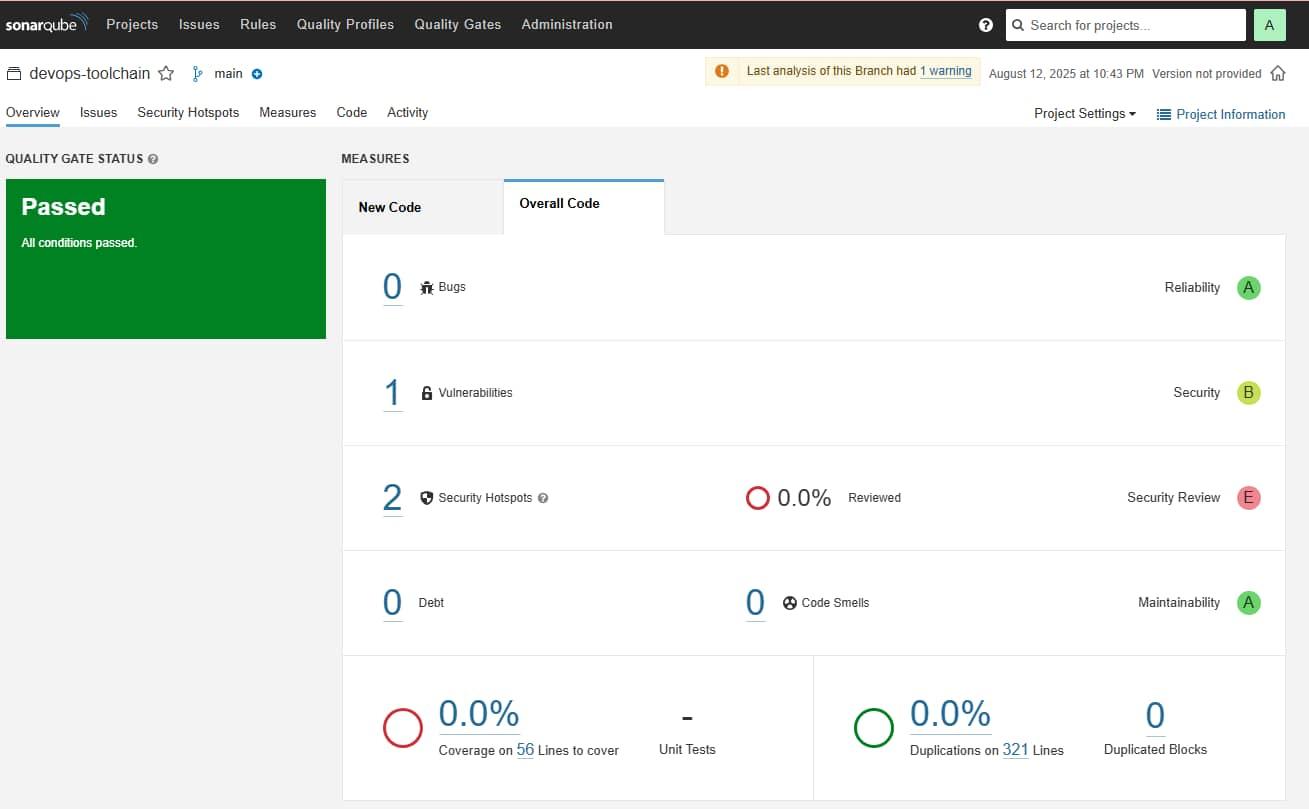 sonarqube Projects Issues Rules Quality Profiles Quality Gates Administration ? Search for projects... A
devops-toolchain main Last analysis of this Branch had 1 warning August 12, 2025 at 10:43 PM Version not provided
Overview Issues Security Hotspots Measures Code Activity Project Settings Project Information
QUALITY GATE STATUS ?
Passed
All conditions passed.
MEASURES
New Code Overall Code
0 Bugs Reliability A
1 Vulnerabilities Security B
2 Security Hotspots ? 0.0% Reviewed Security Review E
0 Debt 0 Code Smells Maintainability A
0.0%
Coverage on 56 Lines to cover
-
Unit Tests
0.0%
Duplications on 321 Lines
0
Duplicated Blocks